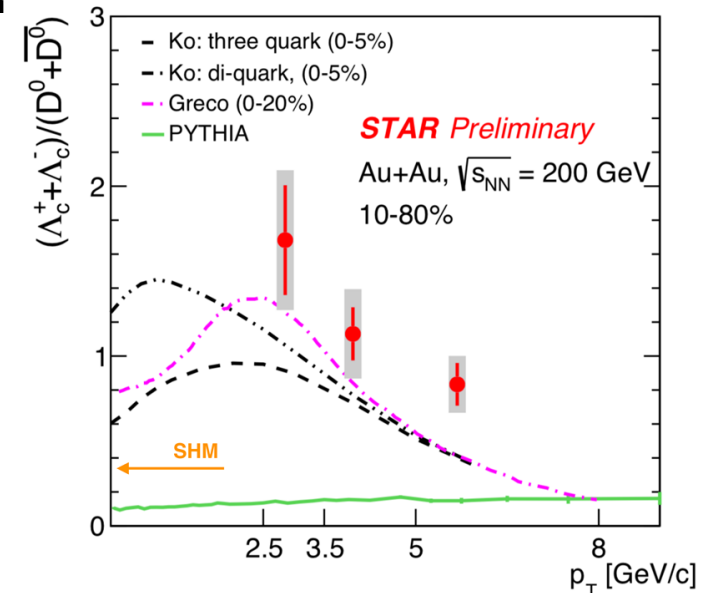 (Λc⁺+Λc⁻)/(D⁰+D̅⁰)
3
Ko: three quark (0-5%)
Ko: di-quark, (0-5%)
Greco (0-20%)
PYTHIA
STAR Preliminary
Au+Au, √sNN = 200 GeV
10-80%
2
1
SHM
0
2.5 3.5 5 8
pT [GeV/c]